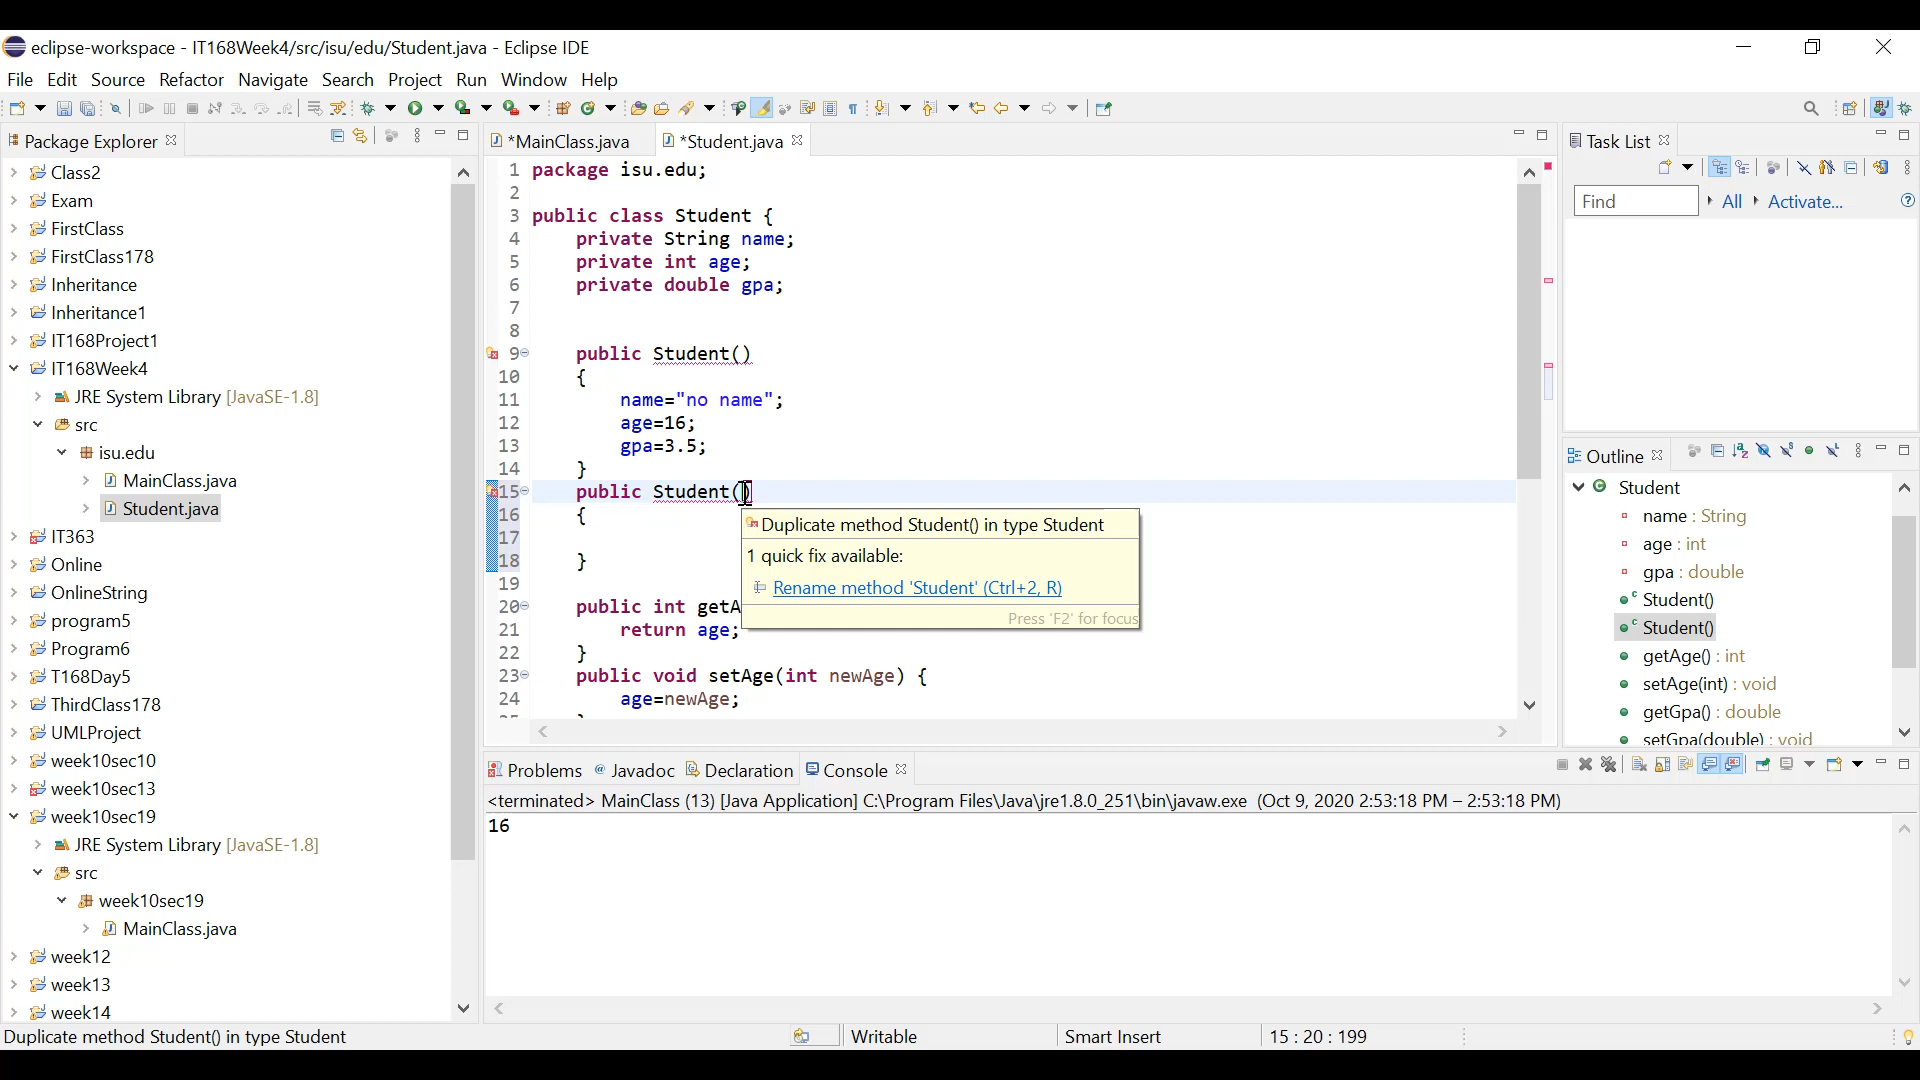 eclipse-workspace - IT168Week4/src/isu/edu/Student.java - Eclipse IDE
File Edit Source Refactor Navigate Search Project Run Window Help
Package Explorer
Class2
Exam
FirstClass
FirstClass178
Inheritance
Inheritance1
IT168Project1
IT168Week4
JRE System Library [JavaSE-1.8]
src
isu.edu
MainClass.java
Student.java
IT363
Online
OnlineString
program5
Program6
T168Day5
ThirdClass178
UMLProject
week10sec10
week10sec13
week10sec19
JRE System Library [JavaSE-1.8]
src
week10sec19
MainClass.java
week12
week13
week14
*MainClass.java *Student.java
1 package isu.edu;
2
3 public class Student {
4 private String name;
5 private int age;
6 private double gpa;
7
8
9 public Student()
10 {
11 name="no name";
12 age=16;
13 gpa=3.5;
14 }
15 public Student()
16 {
17
18 }
19
20 public int getA
21 return age;
22 }
23 public void setAge(int newAge) {
24 age=newAge;
Duplicate method Student() in type Student
1 quick fix available:
Rename method 'Student' (Ctrl+2, R)
Press 'F2' for focus
Task List
Find All Activate...
Outline
Student
name : String
age : int
gpa : double
Student()
Student()
getAge() : int
setAge(int) : void
getGpa() : double
setGpa(double) : void
Problems Javadoc Declaration Console
<terminated> MainClass (13) [Java Application] C:\Program Files\Java\jre1.8.0_251\bin\javaw.exe (Oct 9, 2020 2:53:18 PM – 2:53:18 PM)
16
Duplicate method Student() in type Student
Writable
Smart Insert
15 : 20 : 199